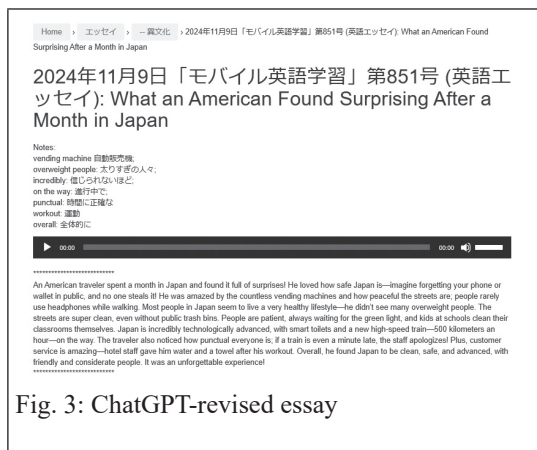 Home › エッセイ › – 異文化 › 2024年11月9日「モバイル英語学習」第851号 (英語エッセイ): What an American Found
Surprising After a Month in Japan
2024年11月9日「モバイル英語学習」第851号 (英語エ
ッセイ): What an American Found Surprising After a
Month in Japan
Notes:
vending machine 自動販売機;
overweight people: 太りすぎの人々;
incredibly: 信じられないほど;
on the way: 進行中で;
punctual: 時間に正確な
workout: 運動
overall: 全体的に
00:00 00:00
***************************
An American traveler spent a month in Japan and found it full of surprises! He loved how safe Japan is—imagine forgetting your phone or
wallet in public, and no one steals it! He was amazed by the countless vending machines and how peaceful the streets are; people rarely
use headphones while walking. Most people in Japan seem to live a very healthy lifestyle—he didn't see many overweight people. The
streets are super clean, even without public trash bins. People are patient, always waiting for the green light, and kids at schools clean their
classrooms themselves. Japan is incredibly technologically advanced, with smart toilets and a new high-speed train—500 kilometers an
hour—on the way. The traveler also noticed how punctual everyone is; if a train is even a minute late, the staff apologizes! Plus, customer
service is amazing—hotel staff gave him water and a towel after his workout. Overall, he found Japan to be clean, safe, and advanced, with
friendly and considerate people. It was an unforgettable experience!
***************************
Fig. 3: ChatGPT-revised essay